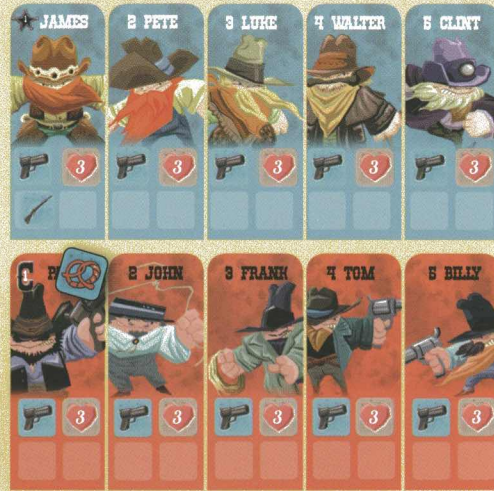 JAMES
2 PETE
3 LUKE
4 WALTER
5 CLINT
3
3
3
3
3
2 JOHN
3 FRANK
4 TOM
5 BILLY
3
3
3
3
3